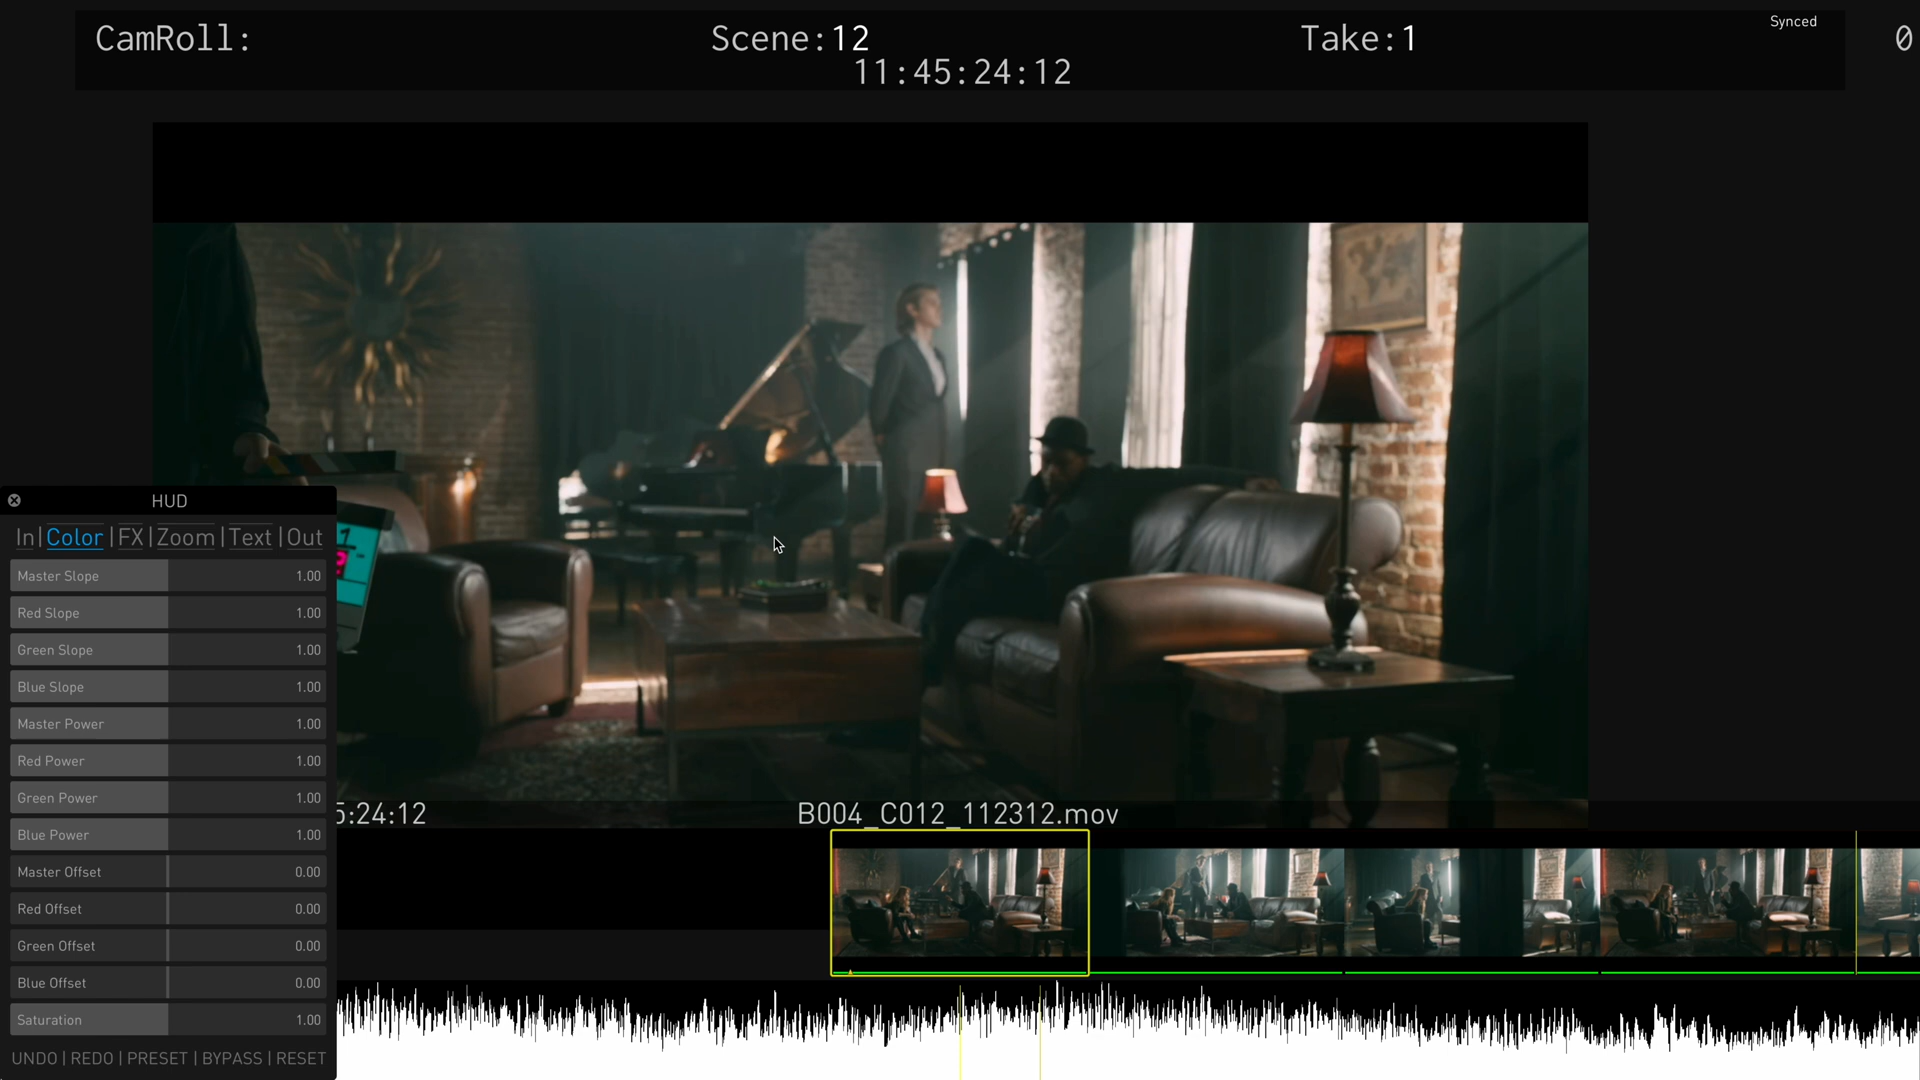 CamRoll:
Scene:12
Take:1
Synced
0
11:45:24:12
HUD
In|Color|FX|Zoom|Text|Out
Master Slope 1.00
Red Slope 1.00
Green Slope 1.00
Blue Slope 1.00
Master Power 1.00
Red Power 1.00
Green Power 1.00
Blue Power 1.00
Master Offset 0.00
Red Offset 0.00
Green Offset 0.00
Blue Offset 0.00
Saturation 1.00
UNDO|REDO|PRESET|BYPASS|RESET
5:24:12
B004_C012_112312.mov